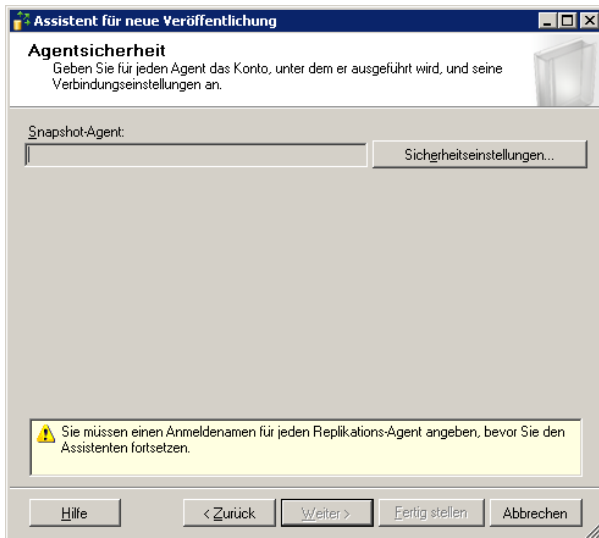 Assistent für neue Veröffentlichung
Agentsicherheit
Geben Sie für jeden Agent das Konto, unter dem er ausgeführt wird, und seine
Verbindungseinstellungen an.
Snapshot-Agent:
Sicherheitseinstellungen...
Sie müssen einen Anmeldenamen für jeden Replikations-Agent angeben, bevor Sie den
Assistenten fortsetzen.
Hilfe
< Zurück
Weiter >
Fertig stellen
Abbrechen